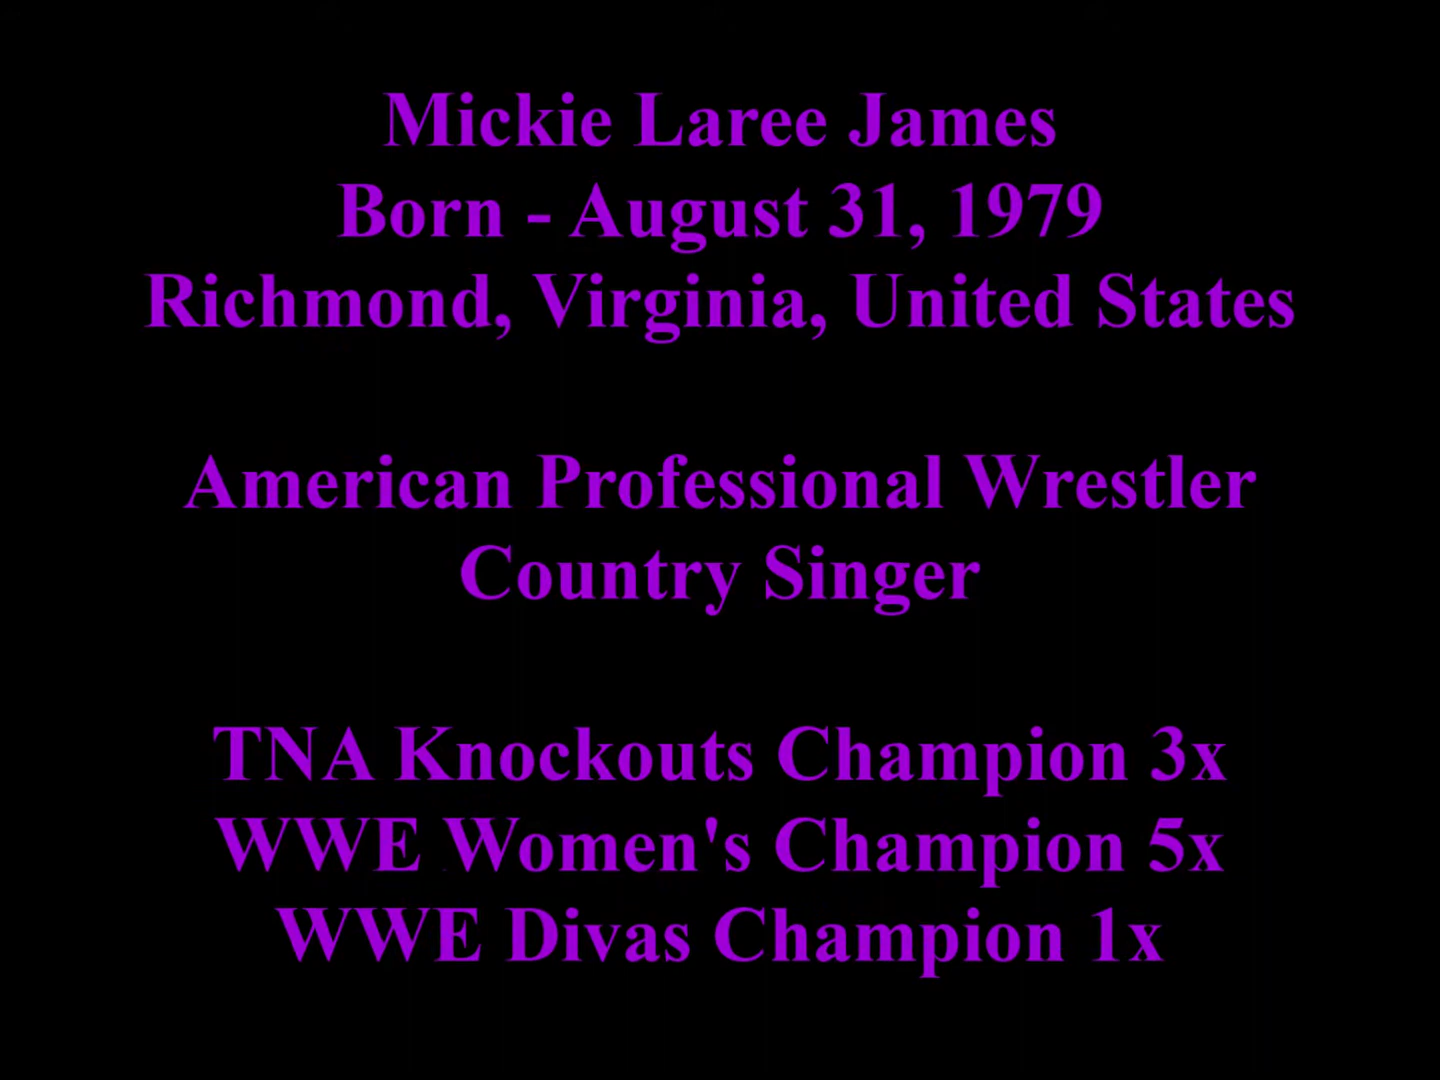 Mickie Laree James
Born - August 31, 1979
Richmond, Virginia, United States
American Professional Wrestler
Country Singer
TNA Knockouts Champion 3x
WWE Women's Champion 5x
WWE Divas Champion 1x